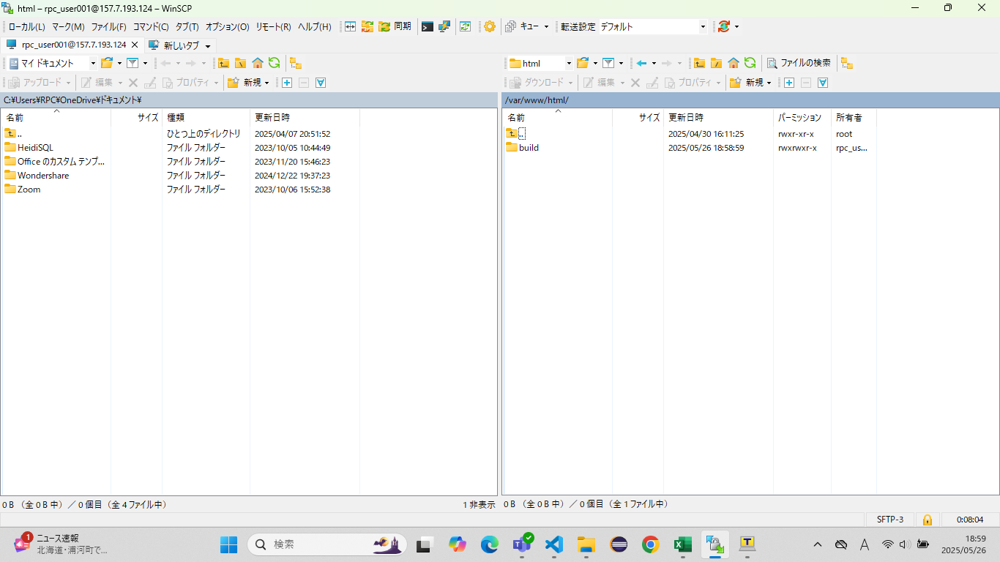 html – rpc_user001@157.7.193.124 – WinSCP
ローカル(L) マーク(M) ファイル(F) コマンド(C) タブ(T) オプション(O) リモート(R) ヘルプ(H) 同期 キュー 転送設定 デフォルト
rpc_user001@157.7.193.124 新しいタブ
マイ ドキュメント html ファイルの検索
アップロード 編集 プロパティ 新規 ダウンロード 編集 プロパティ 新規
C:¥Users¥RPC¥OneDrive¥ドキュメント¥ /var/www/html/
名前 サイズ 種類 更新日時
.. ひとつ上のディレクトリ 2025/04/07 20:51:52
HeidiSQL ファイル フォルダー 2023/10/05 10:44:49
Office のカスタム テンプ... ファイル フォルダー 2023/11/20 15:46:23
Wondershare ファイル フォルダー 2024/12/22 19:37:23
Zoom ファイル フォルダー 2023/10/06 15:52:38
名前 サイズ 更新日時 パーミッション 所有者
.. 2025/04/30 16:11:25 rwxr-xr-x root
build 2025/05/26 18:58:59 rwxrwxr-x rpc_us...
0 B （全 0 B 中）／ 0 個目（全 4 ファイル中） 1 非表示 0 B （全 0 B 中）／ 0 個目（全 1 ファイル中）
SFTP-3 0:08:04
1 ニュース速報
北海道・浦河町で...
検索
A
18:59
2025/05/26